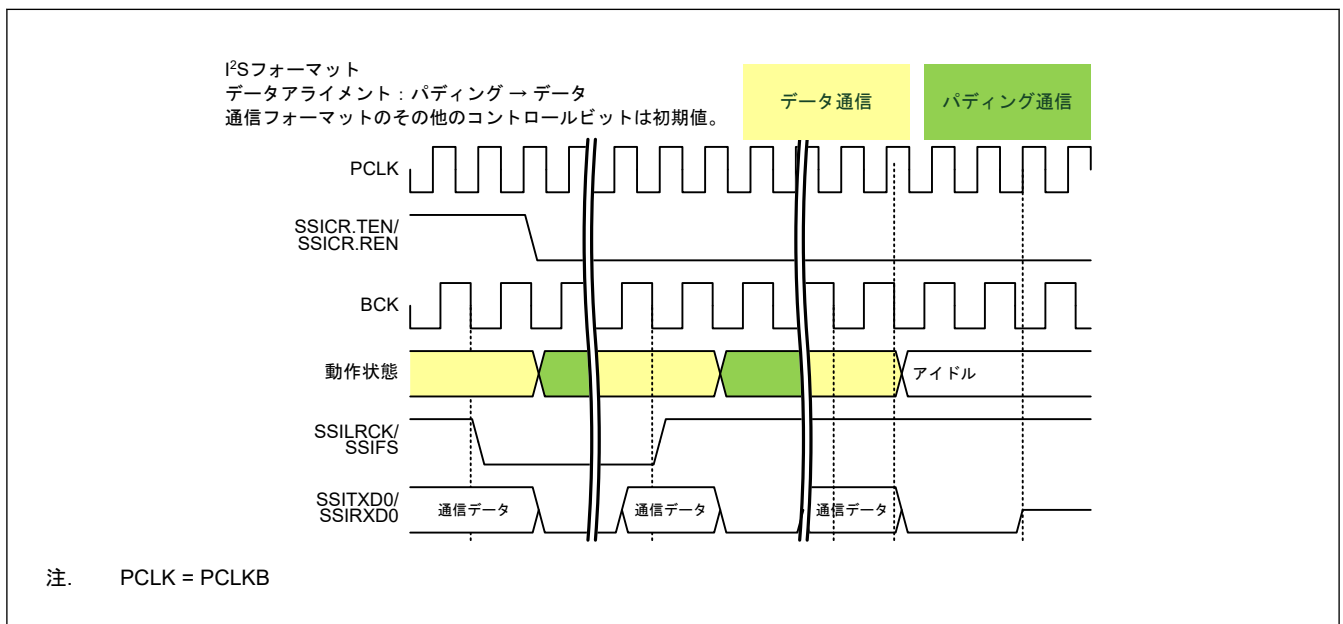 I²Sフォーマット
データアライメント：パディング → データ
通信フォーマットのその他のコントロールビットは初期値。
データ通信
パディング通信
PCLK
SSICR.TEN/
SSICR.REN
BCK
動作状態
アイドル
SSILRCK/
SSIFS
SSITXD0/
SSIRXD0
通信データ
通信データ
通信データ
注. PCLK = PCLKB